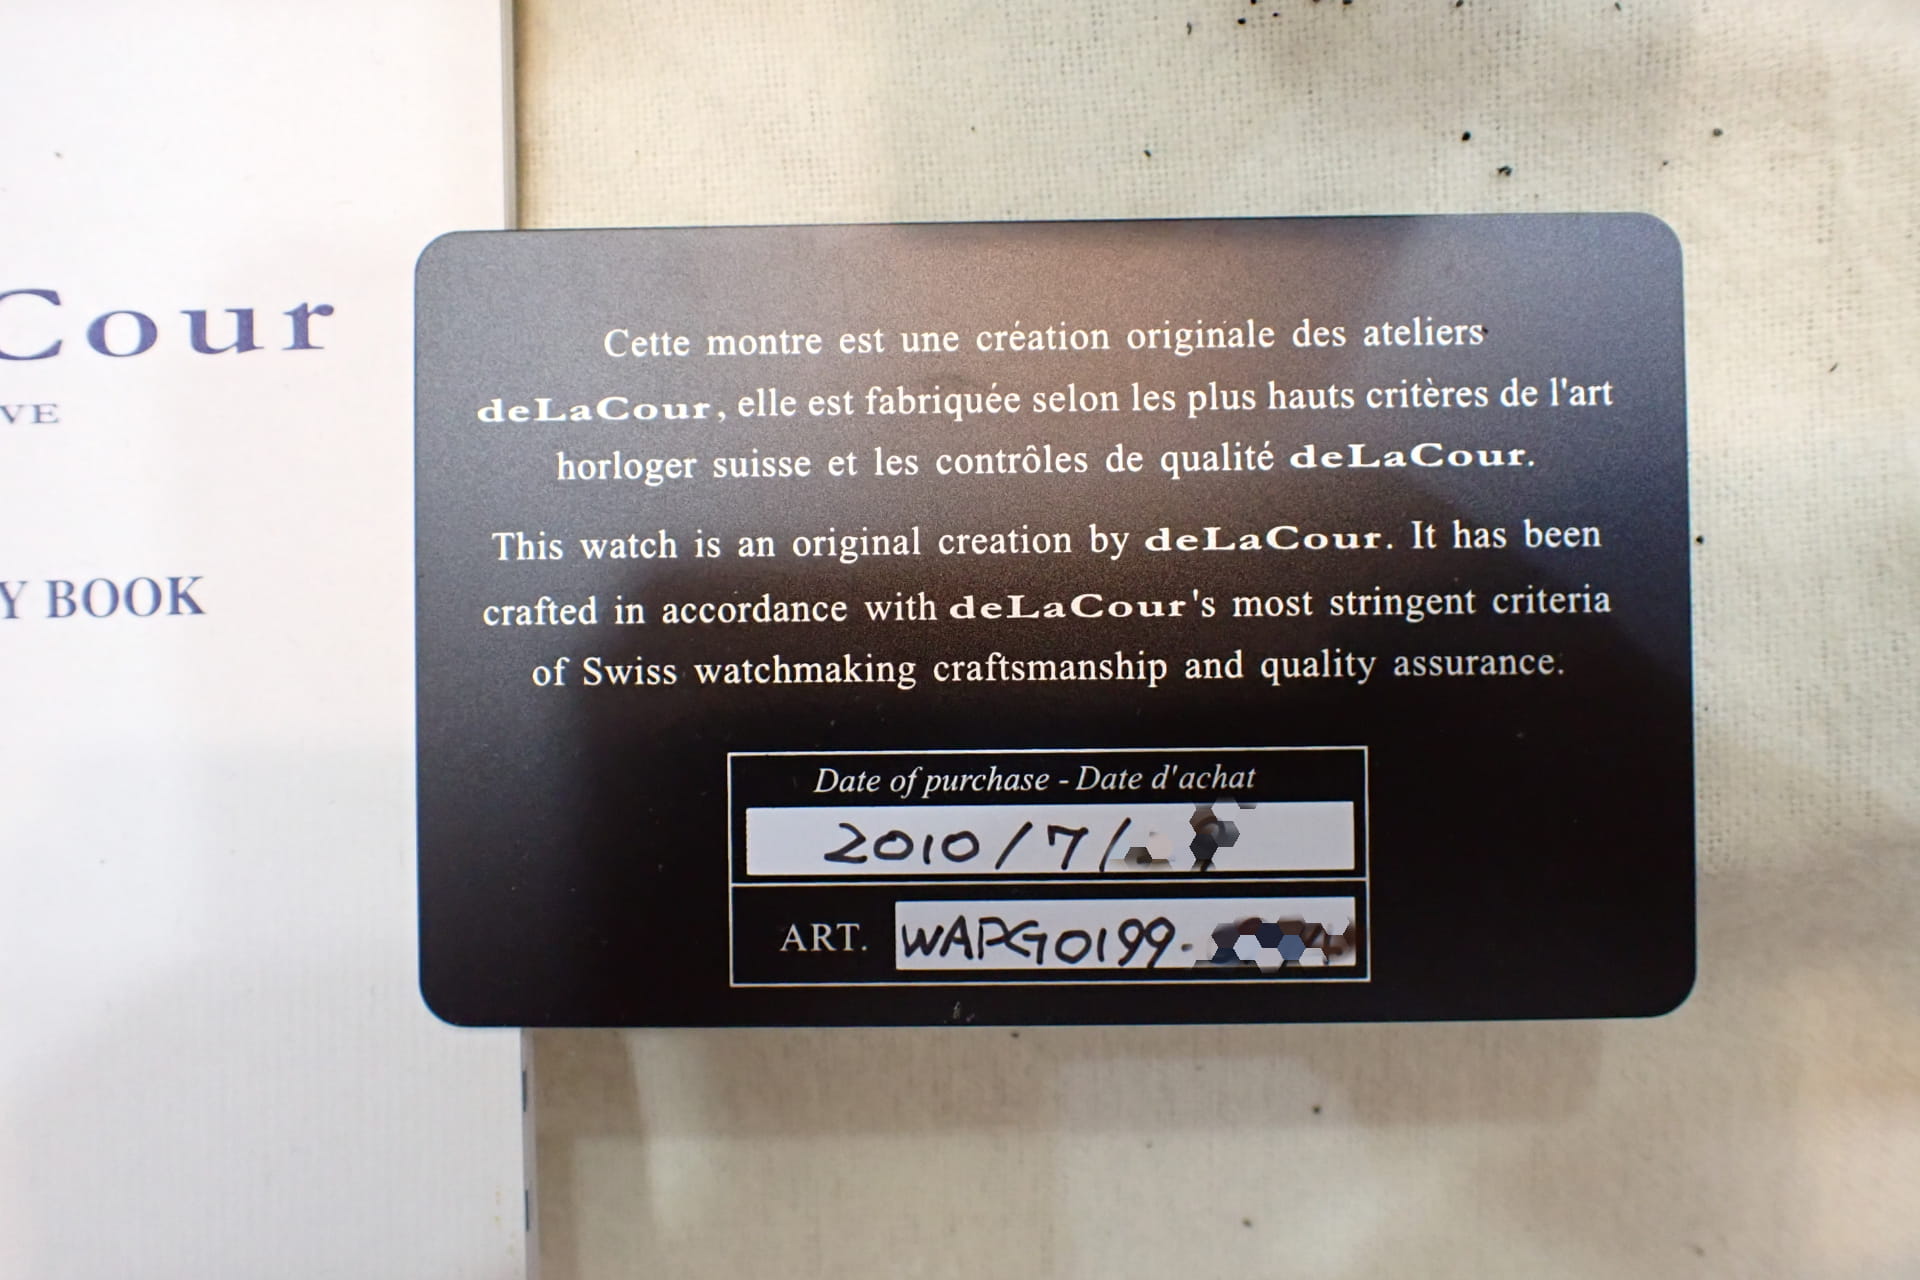 Cour
VE
Y BOOK
Cette montre est une création originale des ateliers
deLaCour, elle est fabriquée selon les plus hauts critères de l'art
horloger suisse et les contrôles de qualité deLaCour.
This watch is an original creation by deLaCour. It has been
crafted in accordance with deLaCour's most stringent criteria
of Swiss watchmaking craftsmanship and quality assurance.
Date of purchase - Date d'achat
2010/7/
ART. WAPG0199-